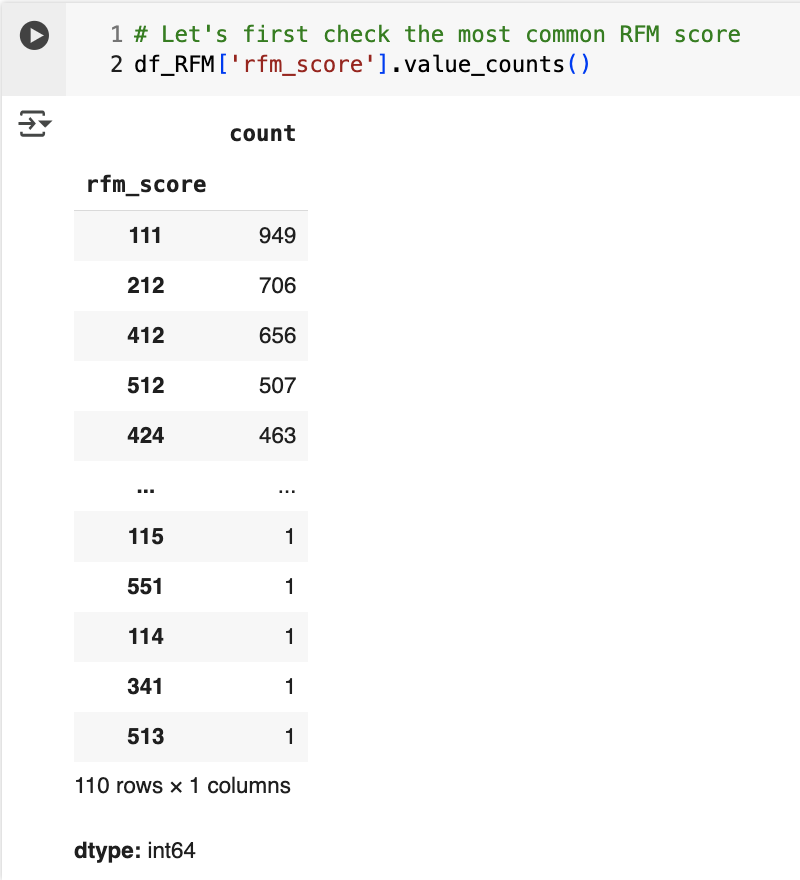 1 # Let's first check the most common RFM score
2 df_RFM['rfm_score'].value_counts()
count
rfm_score
111 949
212 706
412 656
512 507
424 463
... ...
115 1
551 1
114 1
341 1
513 1
110 rows × 1 columns
dtype: int64